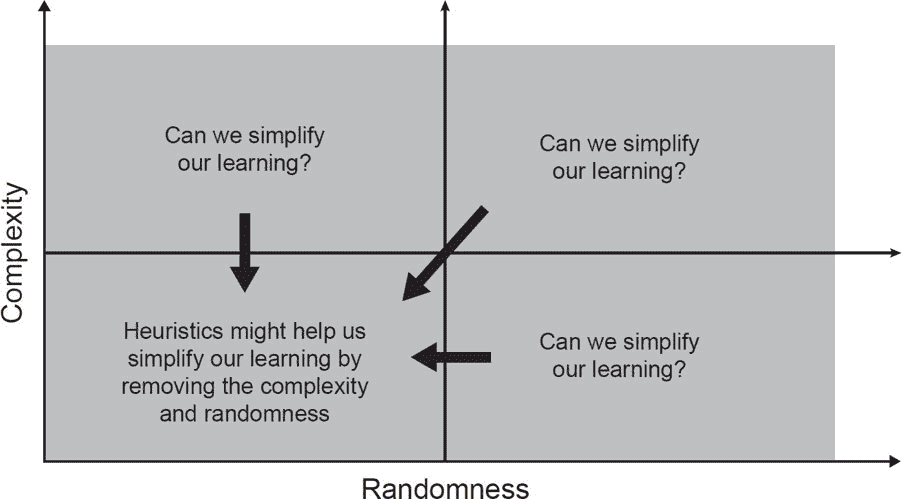 Can we simplify
our learning?
Can we simplify
our learning?
Complexity
Heuristics might help us
simplify our learning by
removing the complexity
and randomness
Can we simplify
our learning?
Randomness